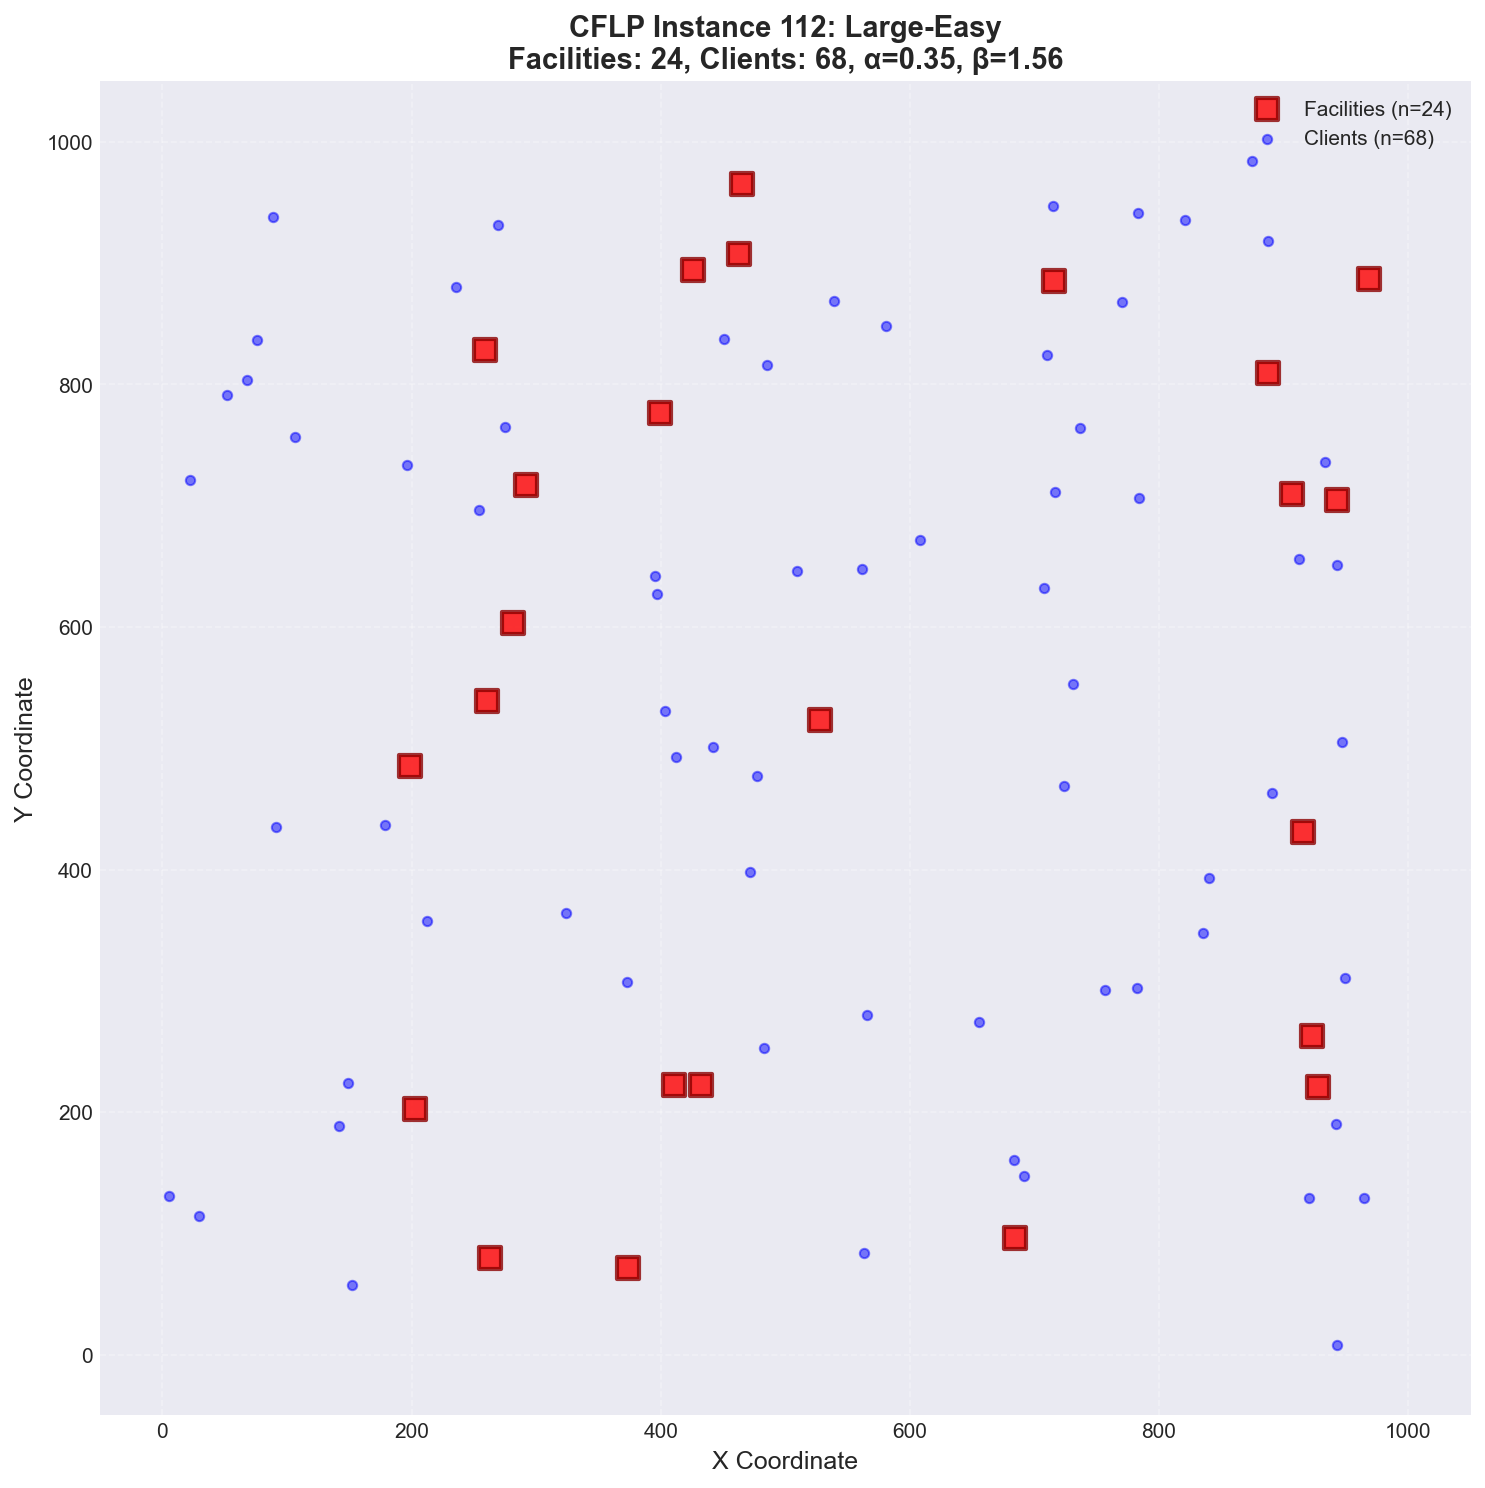 CFLP Instance 112: Large-Easy
Facilities: 24, Clients: 68, α=0.35, β=1.56
Facilities (n=24)
Clients (n=68)
1000
800
600
400
200
0
Y Coordinate
0 200 400 600 800 1000
X Coordinate